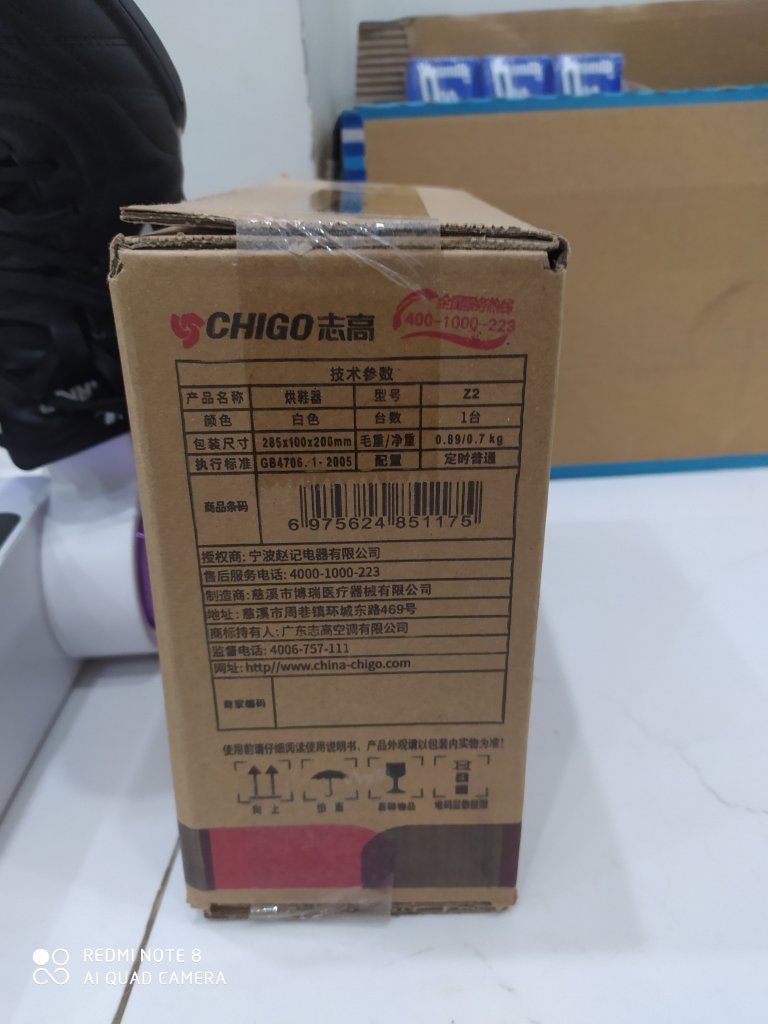 CHIGO 志高
全国服务热线
400-1000-223
技术参数
产品名称 烘鞋器 型号 Z2
颜色 白色 台数 1台
包装尺寸 285x100x200mm 毛重/净重 0.89/0.7 kg
执行标准 GB4706.1-2005 配置 定时普通
商品条码
6 975624 851175
授权商: 宁波赵记电器有限公司
售后服务电话: 4000-1000-223
制造商: 慈溪市博瑞医疗器械有限公司
地址: 慈溪市周巷镇环城东路469号
商标持有人: 广东志高空调有限公司
监督电话: 4006-757-111
网址: http//www.china-chigo.com
商家编码
使用前请仔细阅读使用说明书、产品外观请以包装内实物为准!
向上 怕雨
REDMI NOTE 8
AI QUAD CAMERA